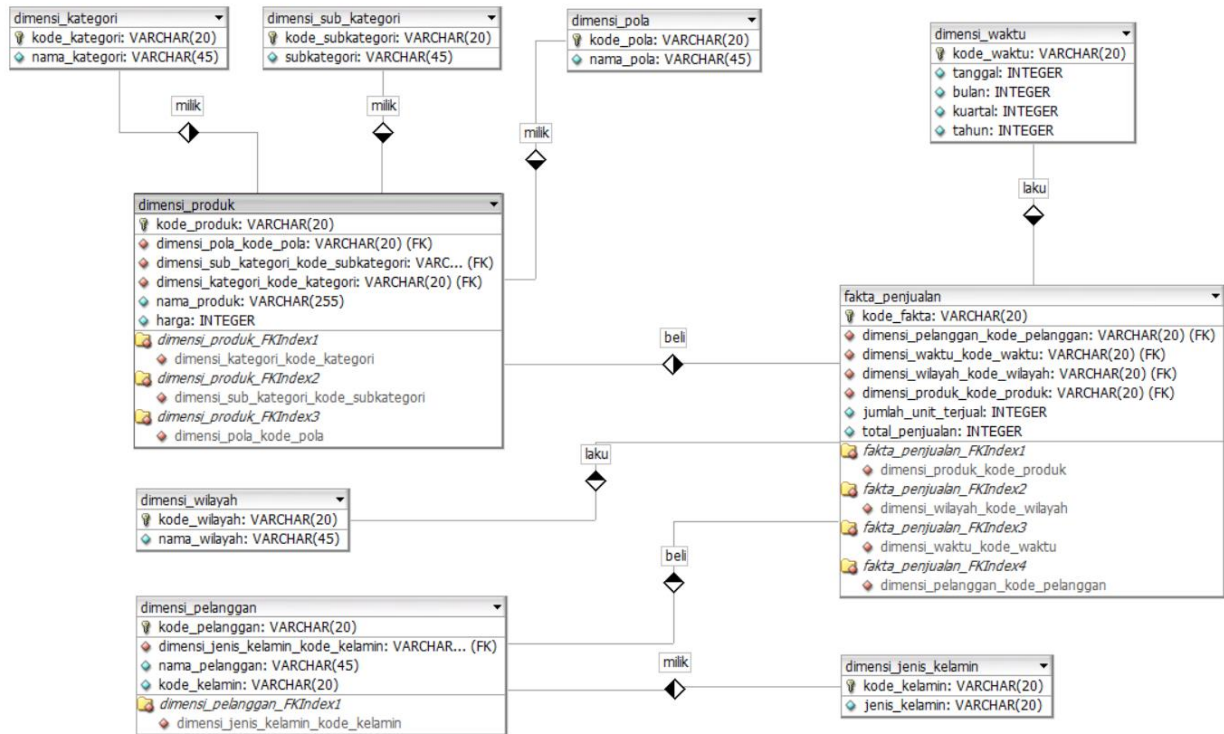 dimensi_kategori
kode_kategori: VARCHAR(20)
nama_kategori: VARCHAR(45)
dimensi_sub_kategori
kode_subkategori: VARCHAR(20)
subkategori: VARCHAR(45)
dimensi_pola
kode_pola: VARCHAR(20)
nama_pola: VARCHAR(45)
dimensi_waktu
kode_waktu: VARCHAR(20)
tanggal: INTEGER
bulan: INTEGER
kuartal: INTEGER
tahun: INTEGER
milik
milik
milik
laku
dimensi_produk
kode_produk: VARCHAR(20)
dimensi_pola_kode_pola: VARCHAR(20) (FK)
dimensi_sub_kategori_kode_subkategori: VARC... (FK)
dimensi_kategori_kode_kategori: VARCHAR(20) (FK)
nama_produk: VARCHAR(255)
harga: INTEGER
dimensi_produk_FKIndex1
dimensi_kategori_kode_kategori
dimensi_produk_FKIndex2
dimensi_sub_kategori_kode_subkategori
dimensi_produk_FKIndex3
dimensi_pola_kode_pola
beli
fakta_penjualan
kode_fakta: VARCHAR(20)
dimensi_pelanggan_kode_pelanggan: VARCHAR(20) (FK)
dimensi_waktu_kode_waktu: VARCHAR(20) (FK)
dimensi_wilayah_kode_wilayah: VARCHAR(20) (FK)
dimensi_produk_kode_produk: VARCHAR(20) (FK)
jumlah_unit_terjual: INTEGER
total_penjualan: INTEGER
fakta_penjualan_FKIndex1
dimensi_produk_kode_produk
fakta_penjualan_FKIndex2
dimensi_wilayah_kode_wilayah
fakta_penjualan_FKIndex3
dimensi_waktu_kode_waktu
fakta_penjualan_FKIndex4
dimensi_pelanggan_kode_pelanggan
laku
dimensi_wilayah
kode_wilayah: VARCHAR(20)
nama_wilayah: VARCHAR(45)
beli
dimensi_pelanggan
kode_pelanggan: VARCHAR(20)
dimensi_jenis_kelamin_kode_kelamin: VARCHAR... (FK)
nama_pelanggan: VARCHAR(45)
kode_kelamin: VARCHAR(20)
dimensi_pelanggan_FKIndex1
dimensi_jenis_kelamin_kode_kelamin
milik
dimensi_jenis_kelamin
kode_kelamin: VARCHAR(20)
jenis_kelamin: VARCHAR(20)